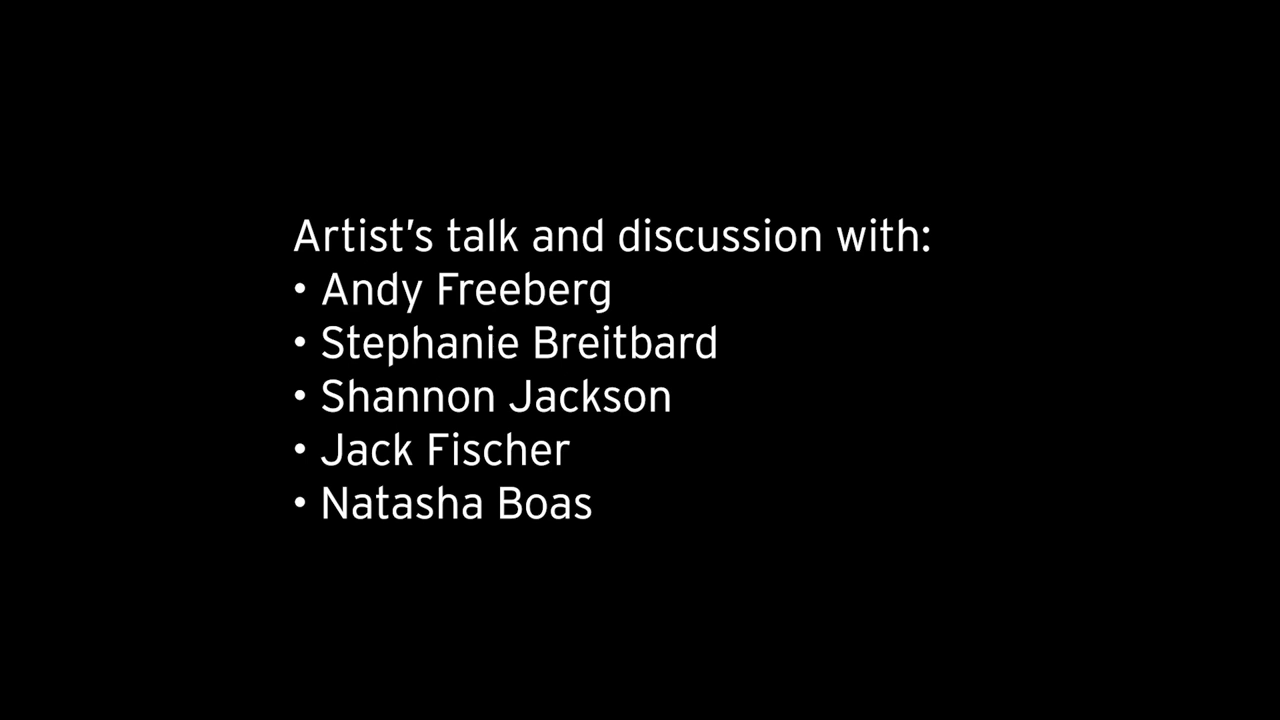 Artist’s talk and discussion with:
• Andy Freeberg
• Stephanie Breitbard
• Shannon Jackson
• Jack Fischer
• Natasha Boas